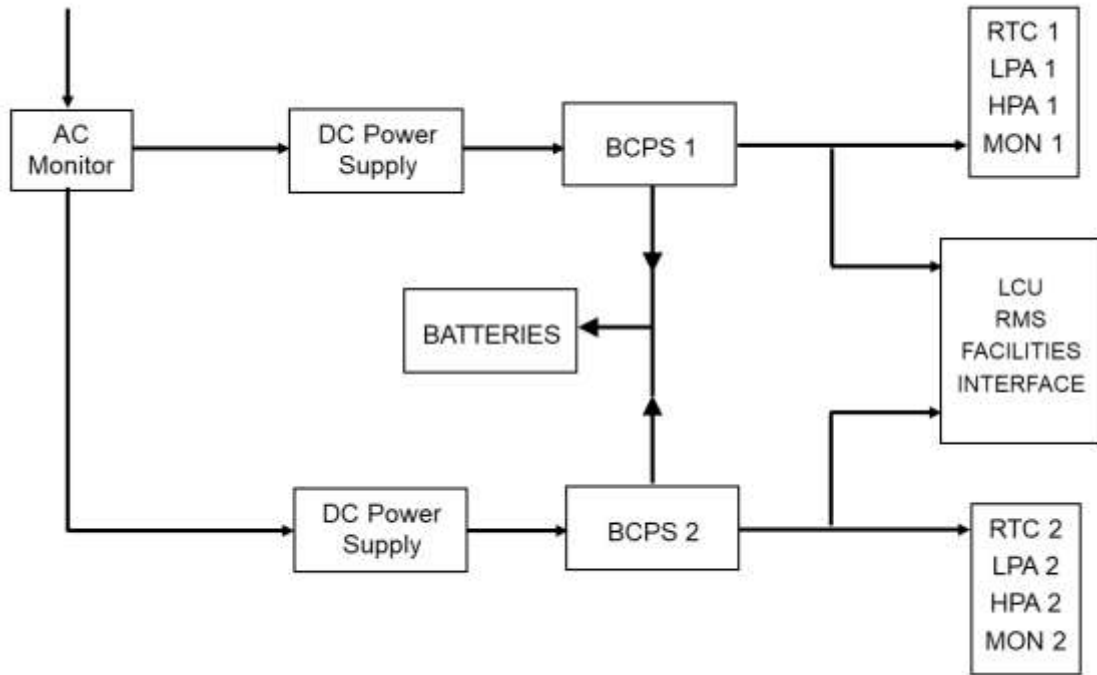 AC
Monitor
DC Power
Supply
BCPS 1
RTC 1
LPA 1
HPA 1
MON 1
BATTERIES
LCU
RMS
FACILITIES
INTERFACE
DC Power
Supply
BCPS 2
RTC 2
LPA 2
HPA 2
MON 2